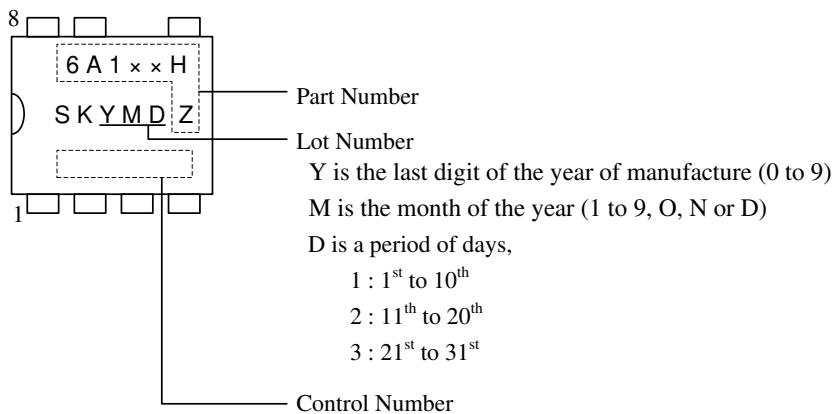 8
6 A 1 × × H
S K Y M D Z
1
Part Number
Lot Number
Y is the last digit of the year of manufacture (0 to 9)
M is the month of the year (1 to 9, O, N or D)
D is a period of days,
1 : 1st to 10th
2 : 11th to 20th
3 : 21st to 31st
Control Number